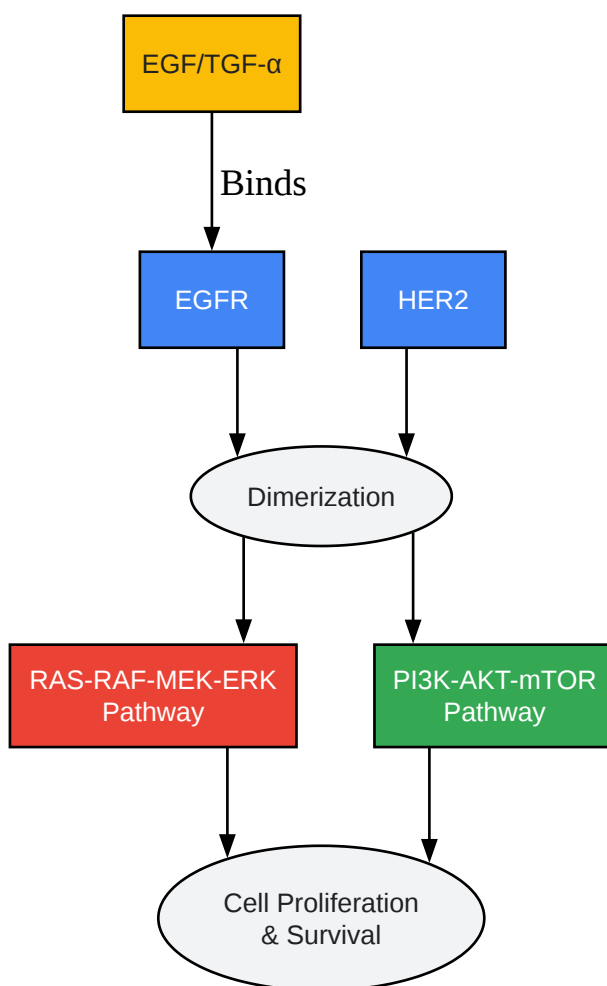 EGF/TGF-α
Binds
EGFR
HER2
Dimerization
RAS-RAF-MEK-ERK
Pathway
PI3K-AKT-mTOR
Pathway
Cell Proliferation
& Survival